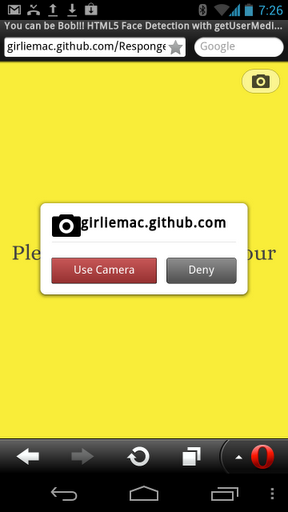 7:26
You can be Bob!!! HTML5 Face Detection with getUserMedi...
girliemac.github.com/Responge
Google
girliemac.github.com
Ple our
Use Camera Deny